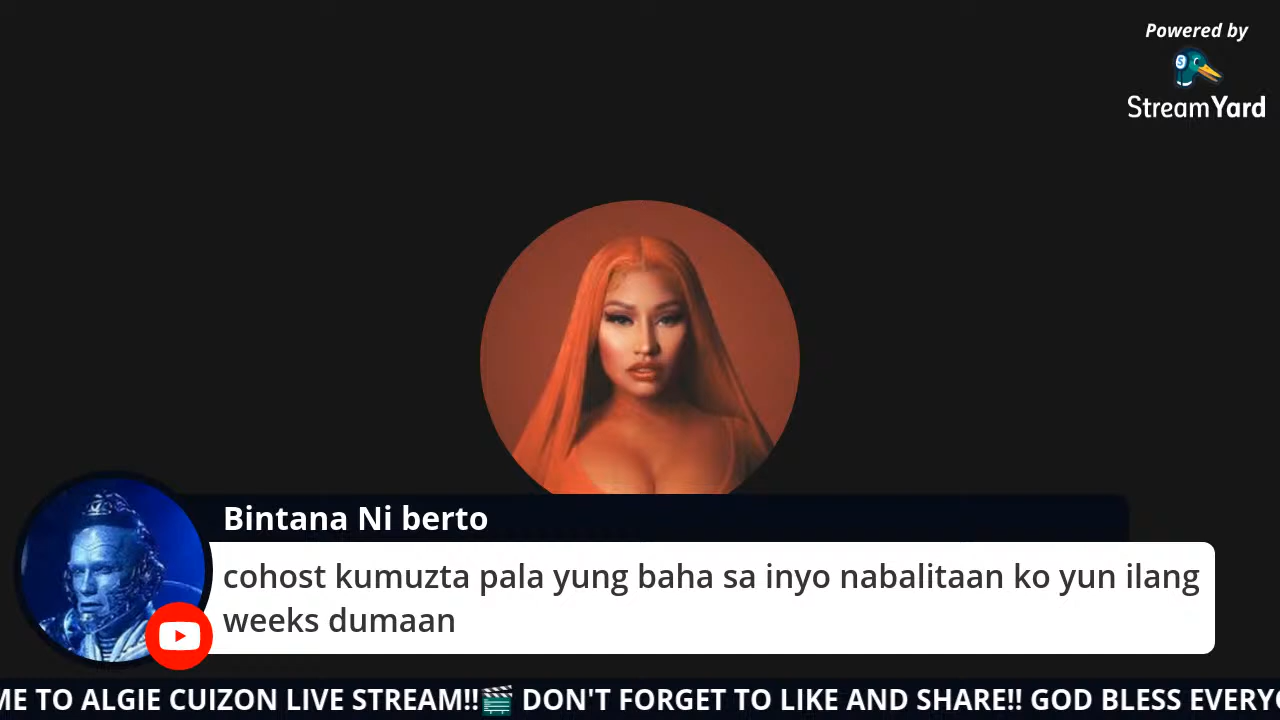 Powered by
StreamYard
Bintana Ni berto
cohost kumuzta pala yung baha sa inyo nabalitaan ko yun ilang
weeks dumaan
ME TO ALGIE CUIZON LIVE STREAM!!🎬 DON'T FORGET TO LIKE AND SHARE!! GOD BLESS EVERYO